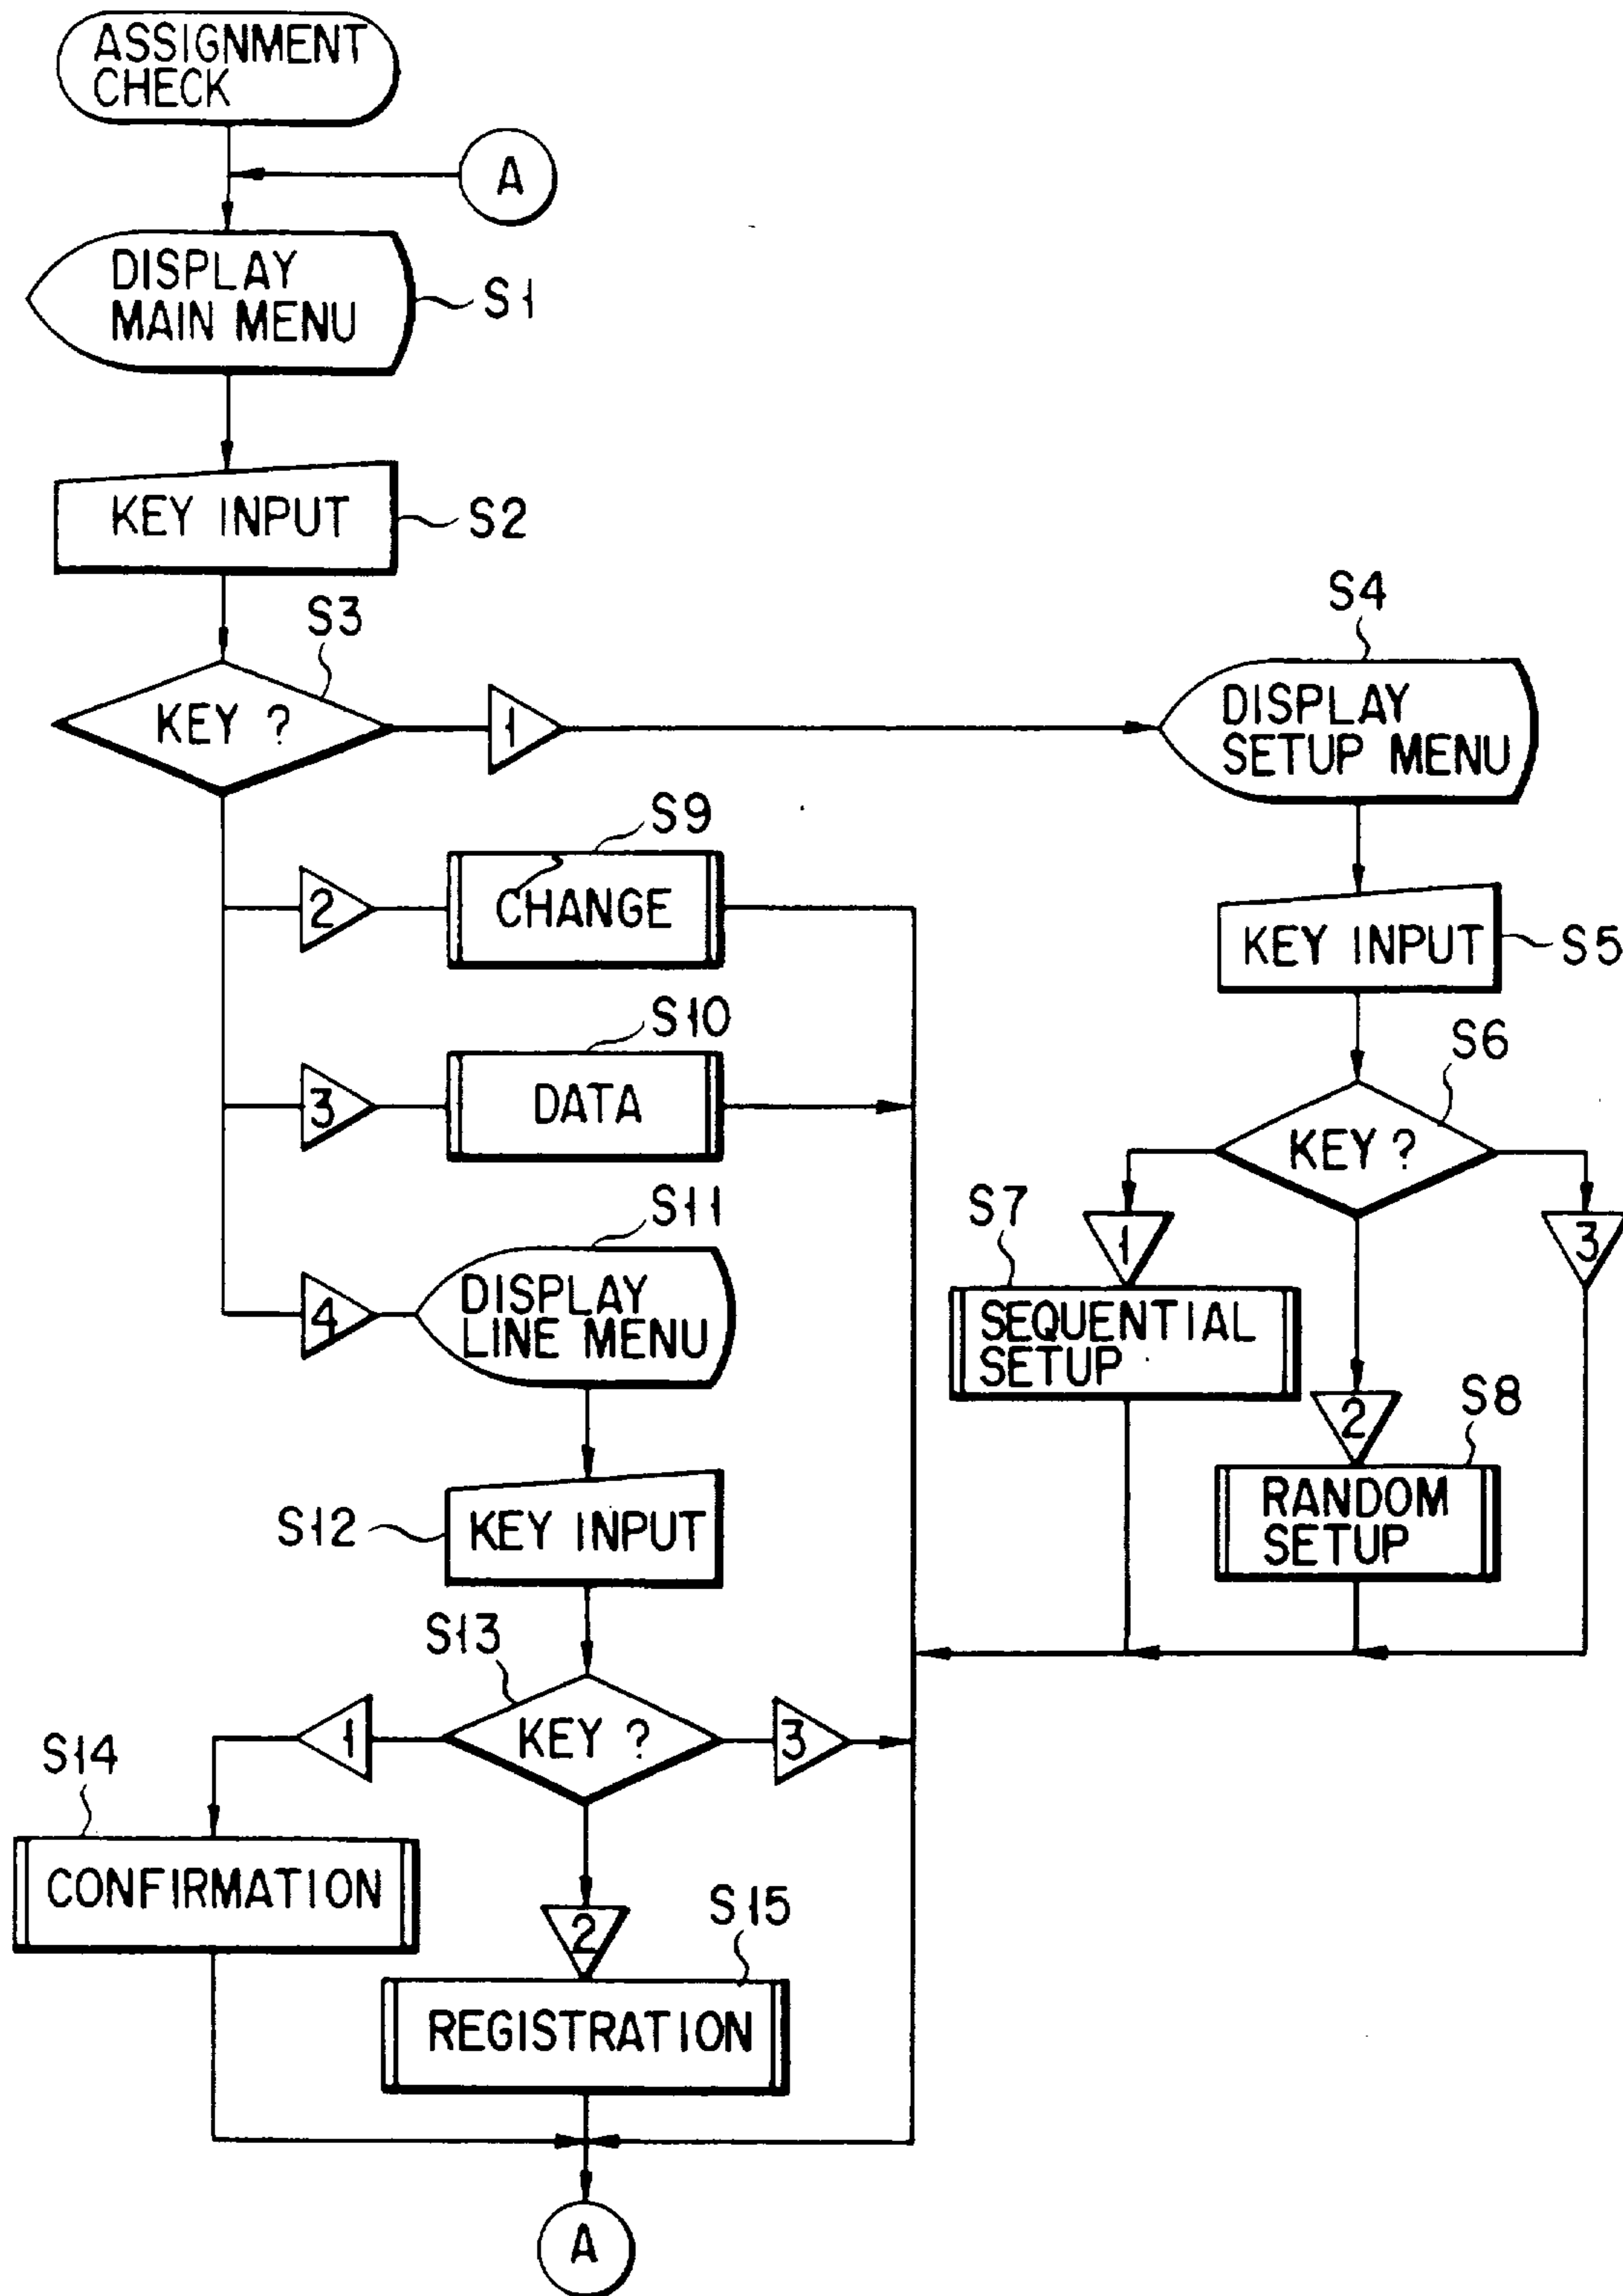 ASSIGNMENT
CHECK
A
DISPLAY
MAIN MENU
S1
KEY INPUT
S2
S3
KEY ?
1
S4
DISPLAY
SETUP MENU
S9
2
CHANGE
KEY INPUT
S5
S10
3
DATA
S6
KEY ?
S11
4
DISPLAY
LINE MENU
S7
1
3
SEQUENTIAL
SETUP
2
S8
RANDOM
SETUP
S12
KEY INPUT
S13
1
KEY ?
3
S14
CONFIRMATION
2
S15
REGISTRATION
A